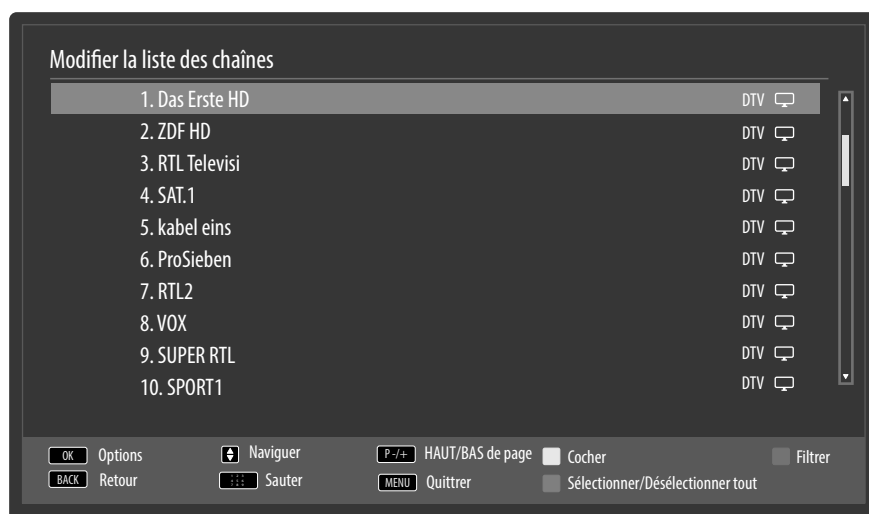 Modifier la liste des chaînes
1. Das Erste HD DTV
2. ZDF HD DTV
3. RTL Televisi DTV
4. SAT.1 DTV
5. kabel eins DTV
6. ProSieben DTV
7. RTL2 DTV
8. VOX DTV
9. SUPER RTL DTV
10. SPORT1 DTV
OK Options Naviguer P -/+ HAUT/BAS de page Cocher Filtrer
BACK Retour Sauter MENU Quittrer Sélectionner/Désélectionner tout